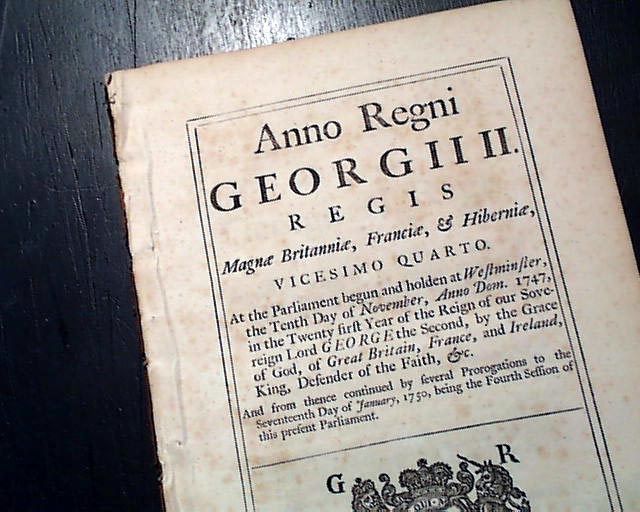 Anno Regni
GEORGII II.
REGIS
Magnæ Britanniæ, Franciæ, & Hiberniæ,
VICESIMO QUARTO.
At the Parliament begun and holden at Weſtminſter,
the Tenth Day of November, Anno Dom. 1747,
in the Twenty firſt Year of the Reign of our Sove-
reign Lord GEORGE the Second, by the Grace
of God, of Great Britain, France, and Ireland,
King, Defender of the Faith, &c.
And from thence continued by ſeveral Prorogations to the
Seventeenth Day of January, 1750, being the Fourth Seſſion of
this preſent Parliament.
G R